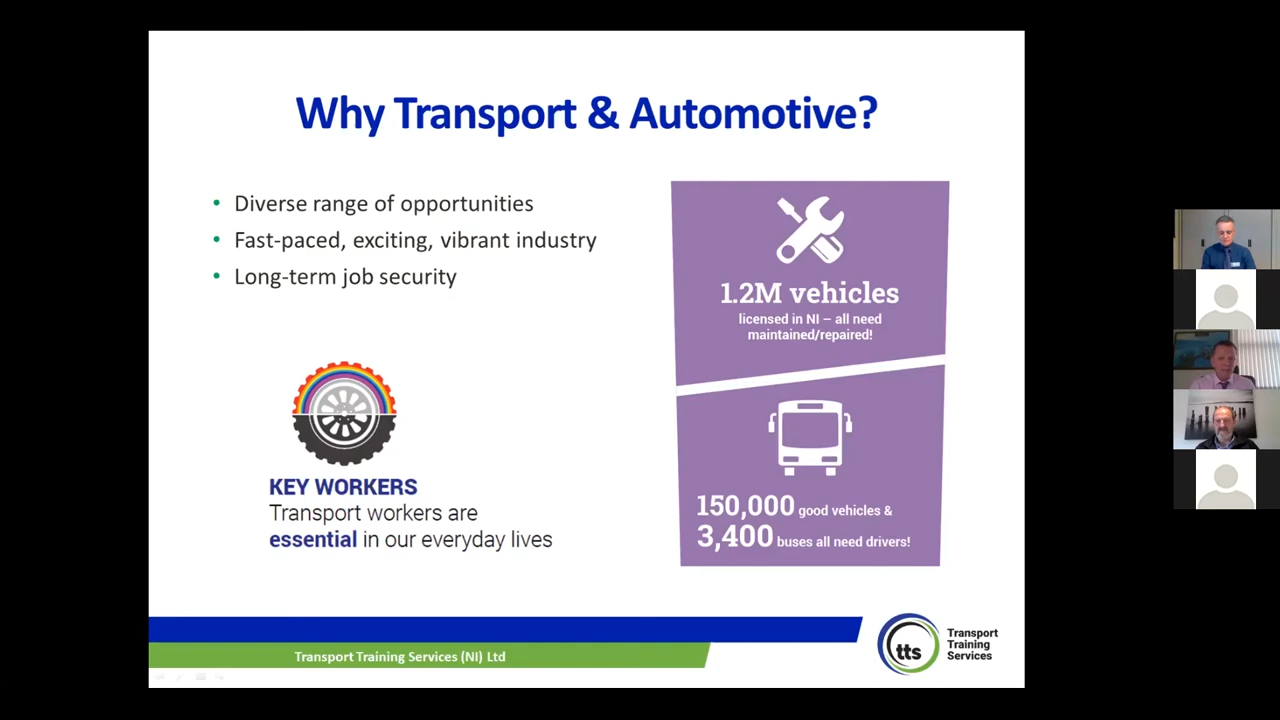 Why Transport & Automotive?
• Diverse range of opportunities
• Fast-paced, exciting, vibrant industry
• Long-term job security
KEY WORKERS
Transport workers are
essential in our everyday lives
1.2M vehicles
licensed in NI – all need
maintained/repaired!
150,000 good vehicles &
3,400 buses all need drivers!
Transport Training Services (NI) Ltd
tts
Transport
Training
Services